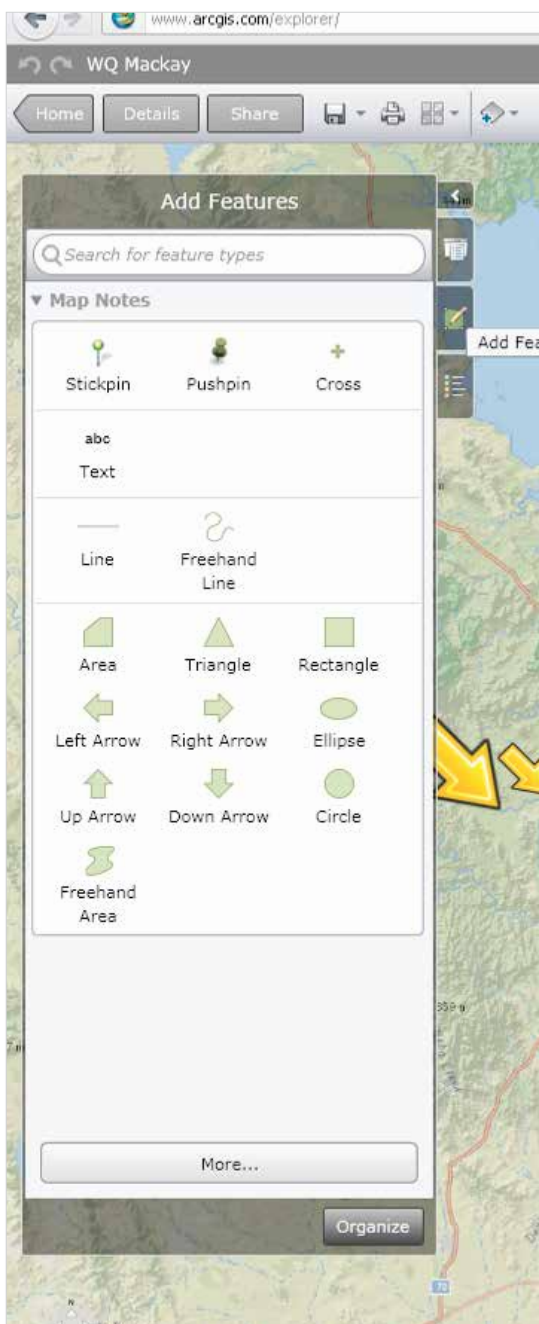 www.arcgis.com/explorer/
WQ Mackay
Home Details Share
Add Features
Search for feature types
Map Notes
Stickpin Pushpin Cross
abc
Text
Line Freehand
Line
Area Triangle Rectangle
Left Arrow Right Arrow Ellipse
Up Arrow Down Arrow Circle
Freehand
Area
More...
Organize
Add Fea
70
N